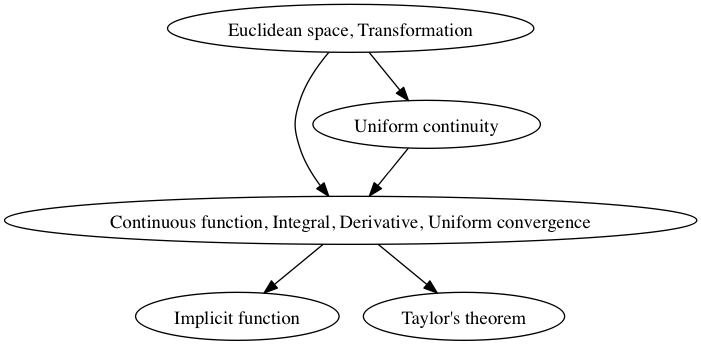 Euclidean space, Transformation
Uniform continuity
Continuous function, Integral, Derivative, Uniform convergence
Implicit function
Taylor's theorem